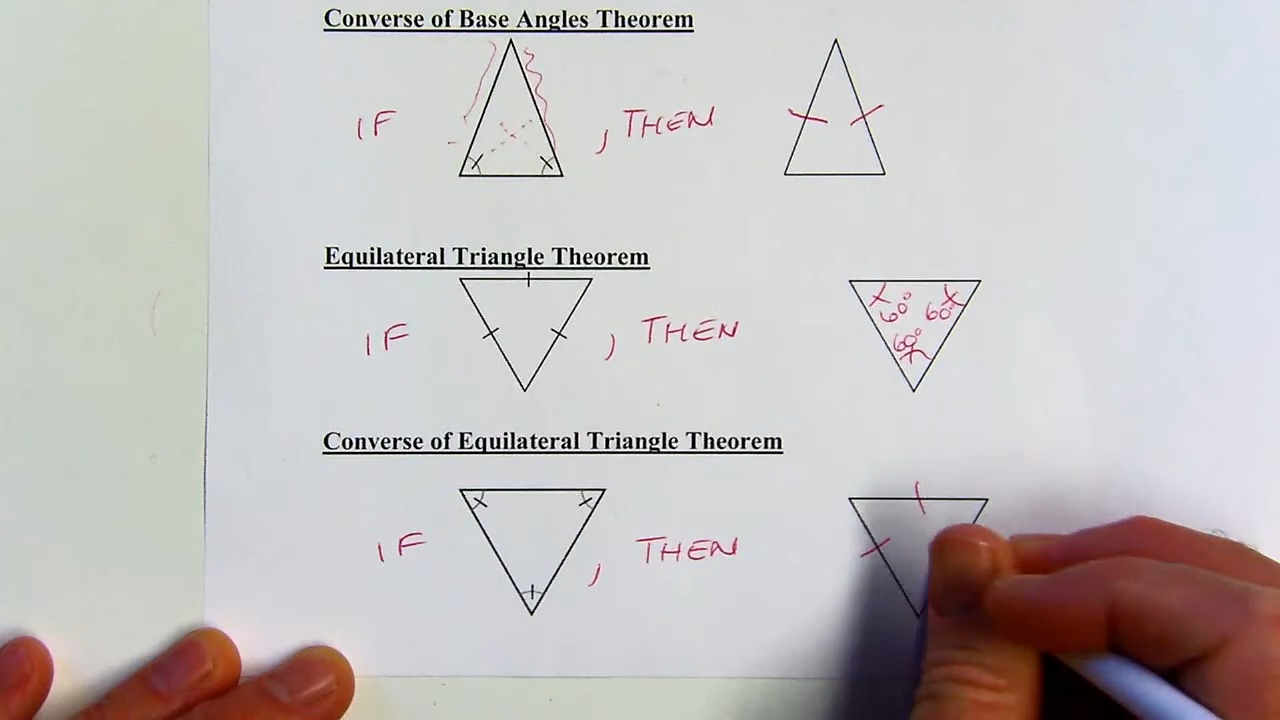 Converse of Base Angles Theorem
IF , THEN
Equilateral Triangle Theorem
IF , THEN
60° 60°
60°
Converse of Equilateral Triangle Theorem
IF , THEN